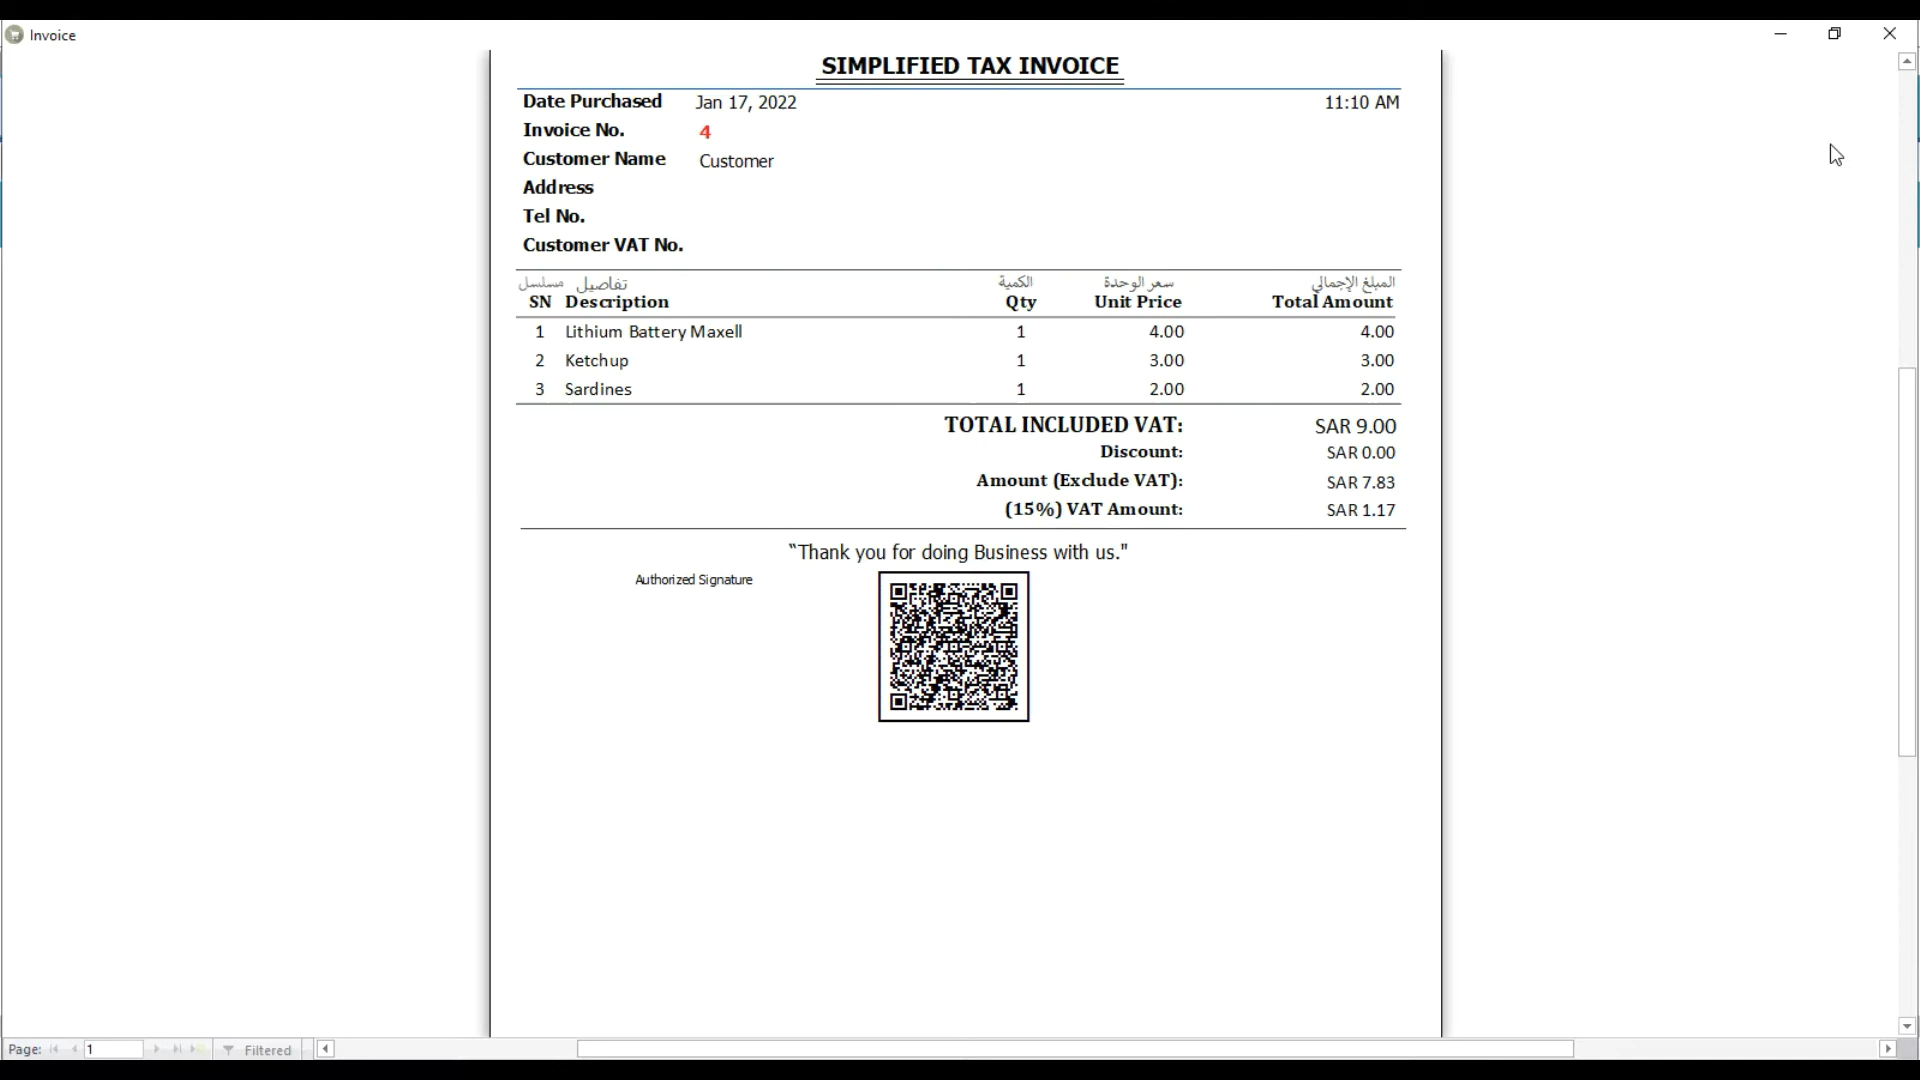 Invoice
SIMPLIFIED TAX INVOICE
Date Purchased Jan 17, 2022 11:10 AM
Invoice No. 4
Customer Name Customer
Address
Tel No.
Customer VAT No.
مسلسل تفاصيل الكمية سعر الوحدة المبلغ الإجمالي
SN Description Qty Unit Price Total Amount
1 Lithium Battery Maxell 1 4.00 4.00
2 Ketchup 1 3.00 3.00
3 Sardines 1 2.00 2.00
TOTAL INCLUDED VAT: SAR 9.00
Discount: SAR 0.00
Amount (Exclude VAT): SAR 7.83
(15%) VAT Amount: SAR 1.17
“Thank you for doing Business with us."
Authorized Signature
Page: 1 Filtered